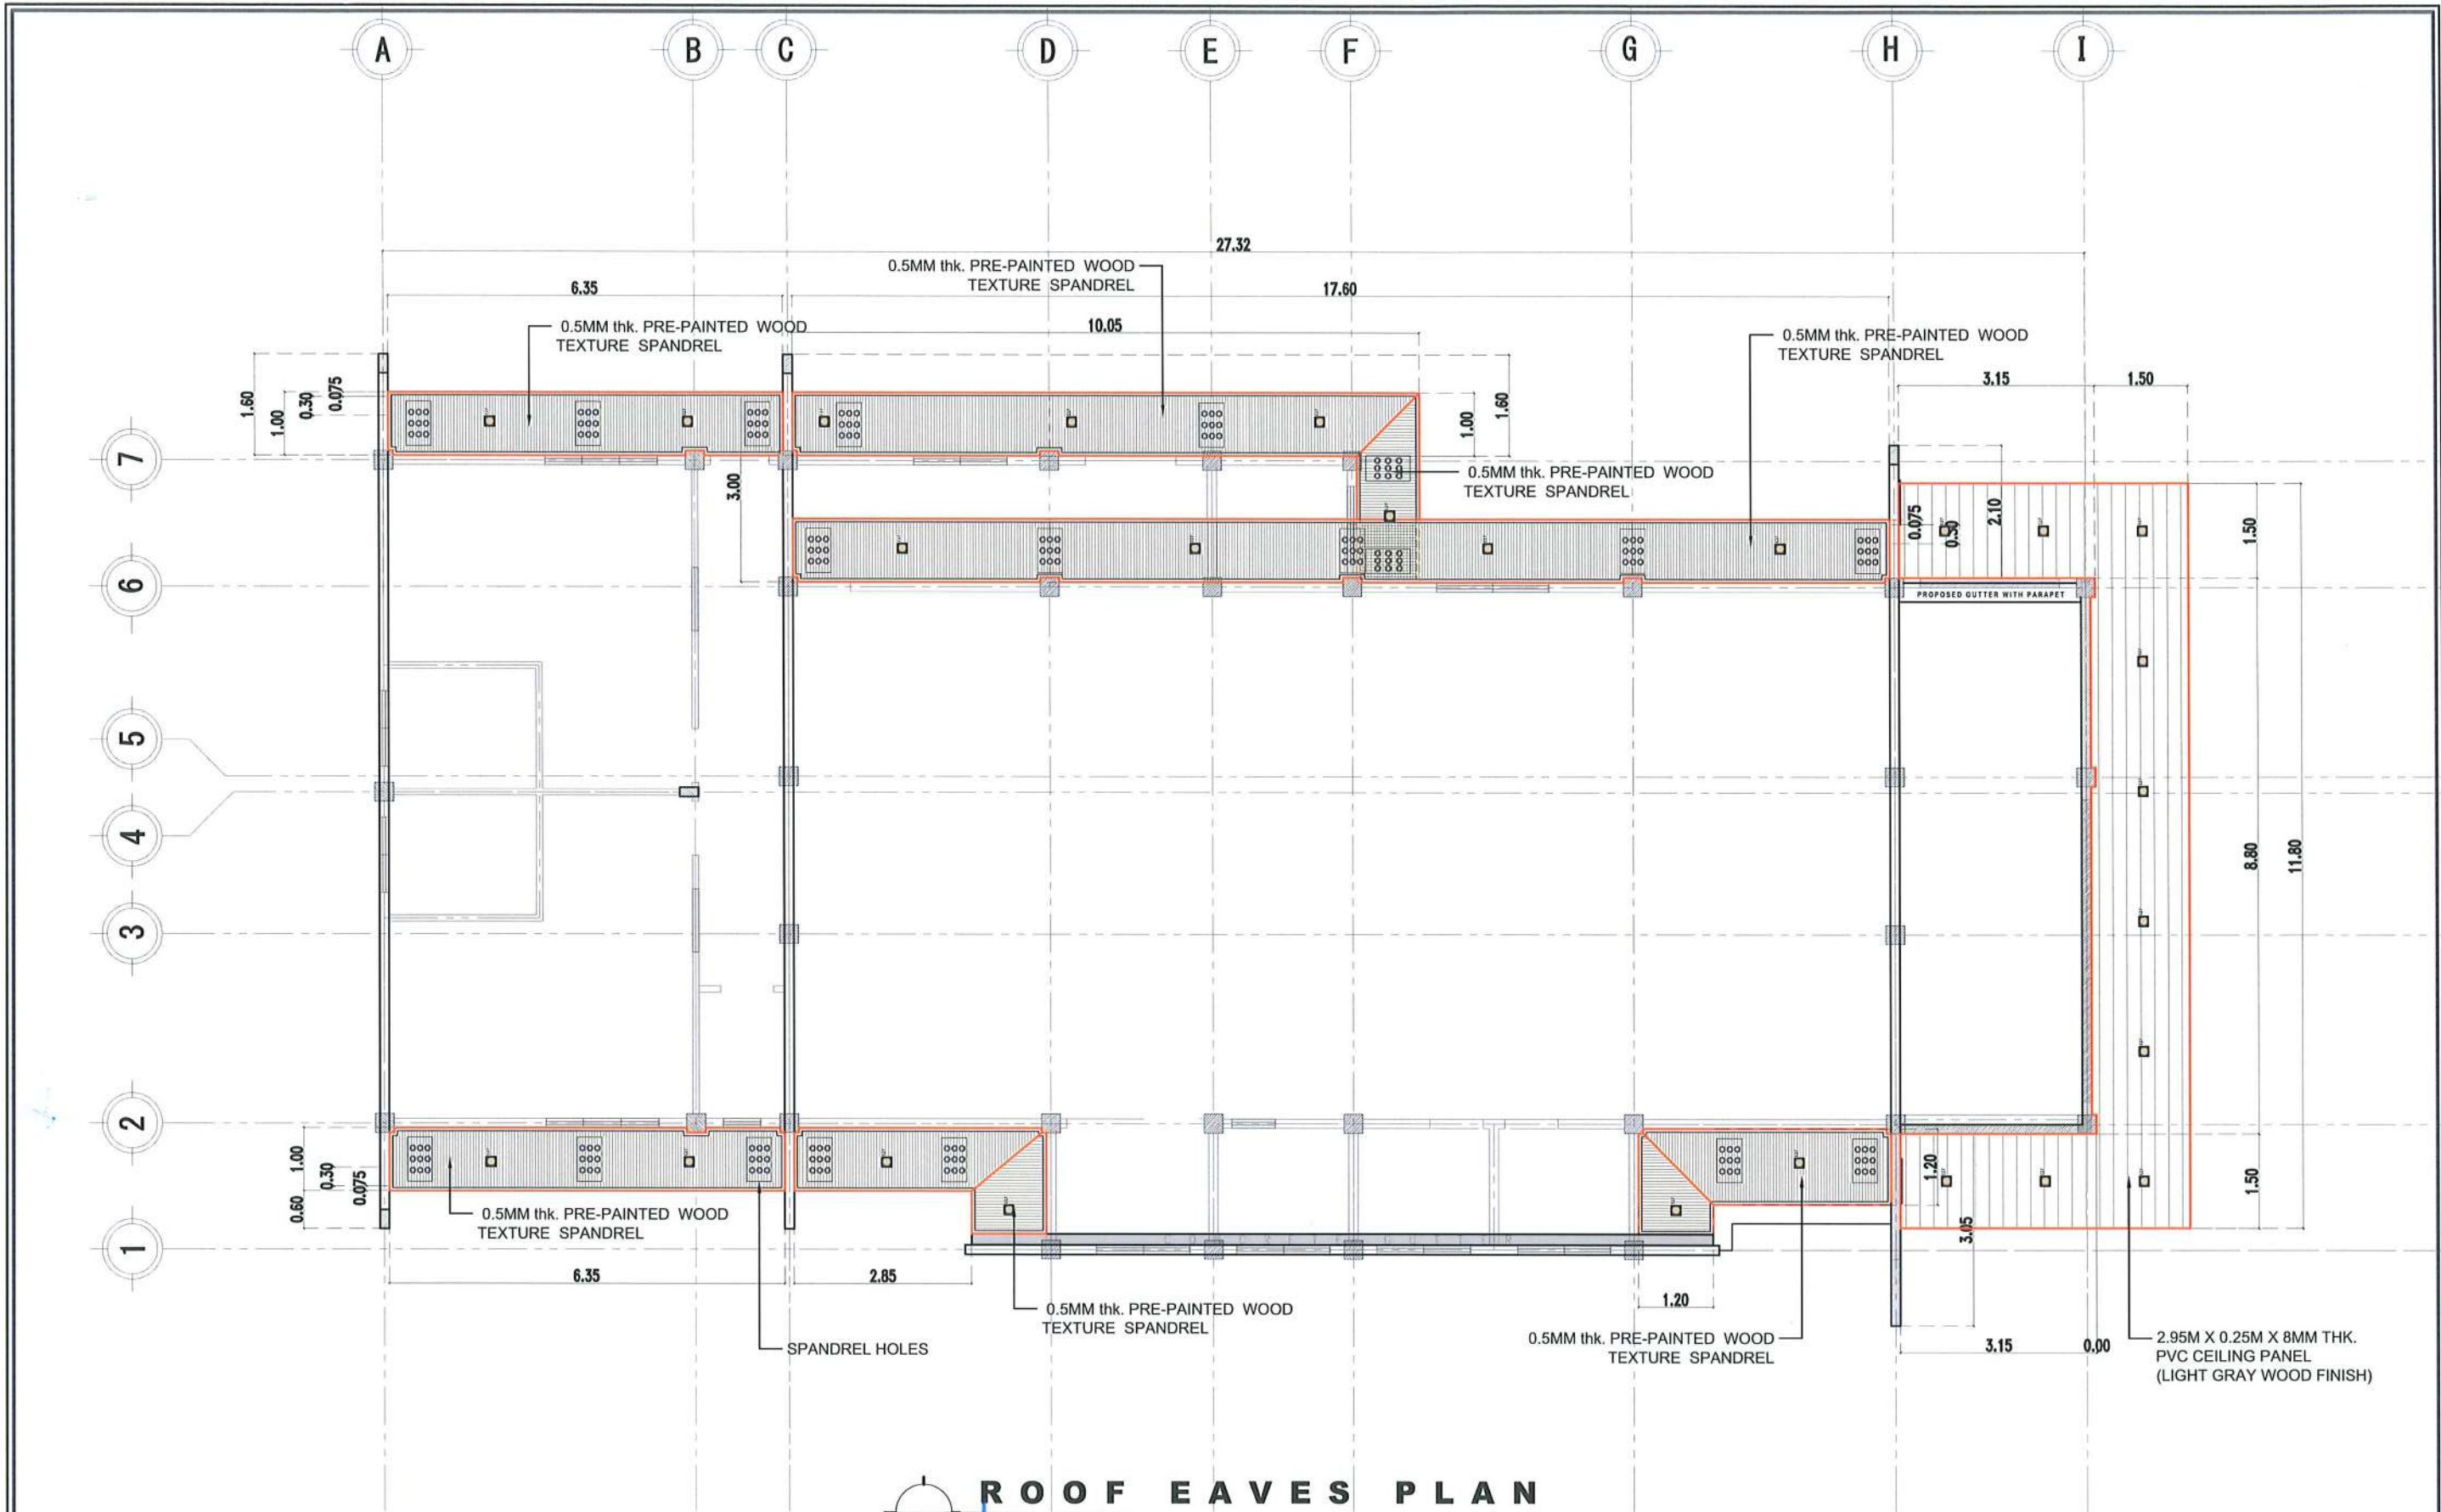 A
B
C
D
E
F
G
H
I
27.32
0.5MM thk. PRE-PAINTED WOOD
TEXTURE SPANDREL
6.35
17.60
0.5MM thk. PRE-PAINTED WOOD
TEXTURE SPANDREL
10.05
0.5MM thk. PRE-PAINTED WOOD
TEXTURE SPANDREL
3.15
1.50
1.60
1.00
0.30
0.075
1.00
1.60
7
3.00
0.5MM thk. PRE-PAINTED WOOD
TEXTURE SPANDREL
0.075
0.30
2.10
1.50
6
PROPOSED GUTTER WITH PARAPET
5
4
8.80
11.80
3
2
1.00
0.30
0.075
0.60
0.5MM thk. PRE-PAINTED WOOD
TEXTURE SPANDREL
1.20
3.05
1.50
1
6.35
2.85
1.20
0.5MM thk. PRE-PAINTED WOOD
TEXTURE SPANDREL
SPANDREL HOLES
0.5MM thk. PRE-PAINTED WOOD
TEXTURE SPANDREL
3.15
0.00
2.95M X 0.25M X 8MM THK.
PVC CEILING PANEL
(LIGHT GRAY WOOD FINISH)
ROOF EAVES PLAN